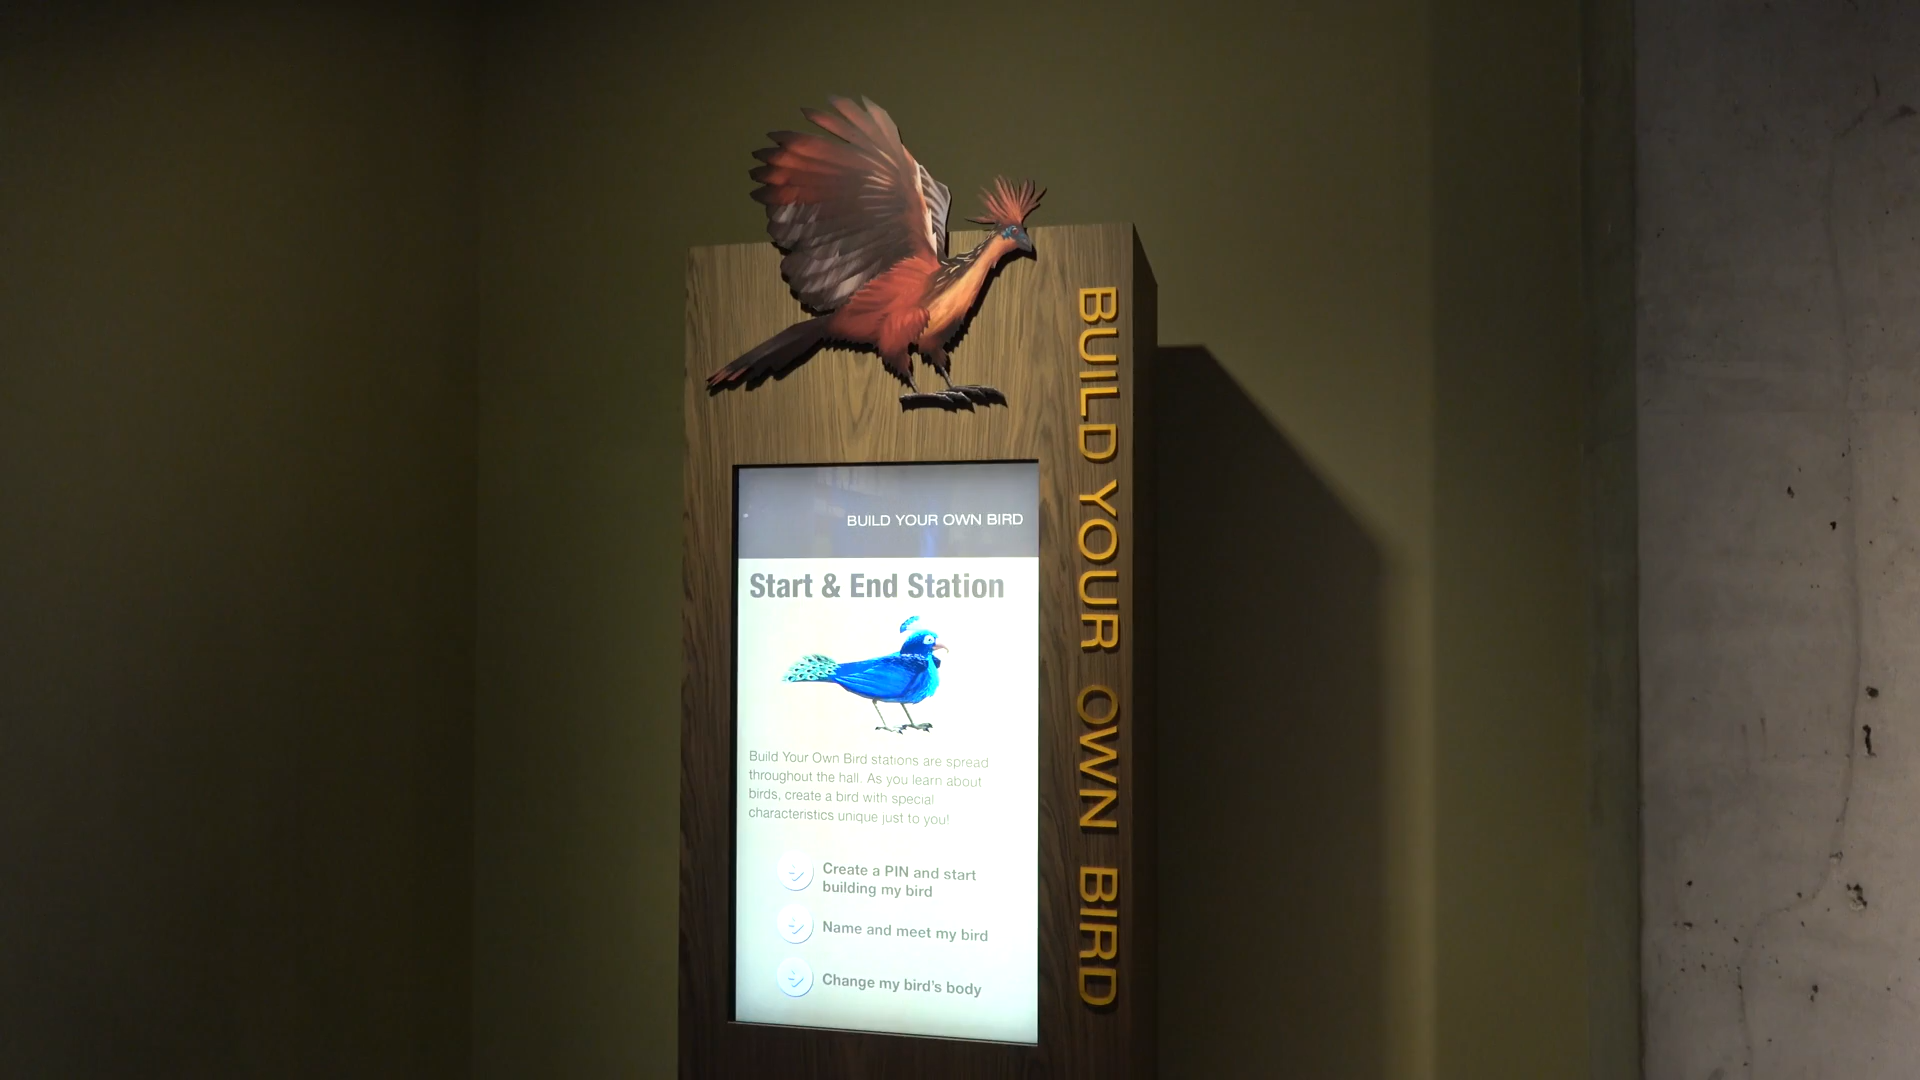 BUILD YOUR OWN BIRD
BUILD YOUR OWN BIRD
Start & End Station
Build Your Own Bird stations are spread
throughout the hall. As you learn about
birds, create a bird with special
characteristics unique just to you!
Create a PIN and start
building my bird
Name and meet my bird
Change my bird's body